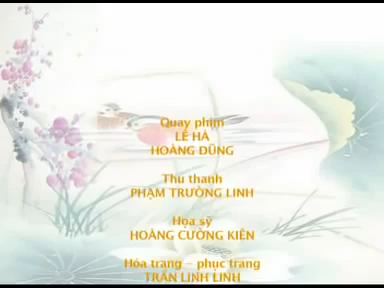 Quay phim
LÊ HÀ
HOÀNG DŨNG
Thu thanh
PHẠM TRƯỜNG LINH
Họa sỹ
HOÀNG CƯỜNG KIÊN
Hóa trang – phục trang
TRẦN LINH LINH